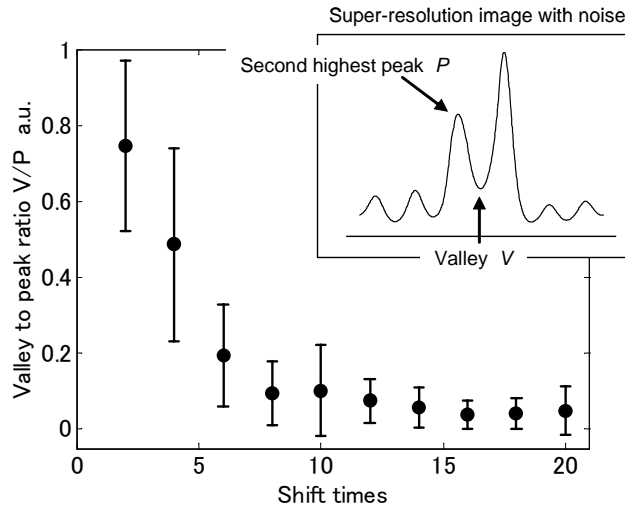 Super-resolution image with noise
Second highest peak P
Valley V
Valley to peak ratio V/P a.u.
1
0.8
0.6
0.4
0.2
0
0
5
10
15
20
Shift times